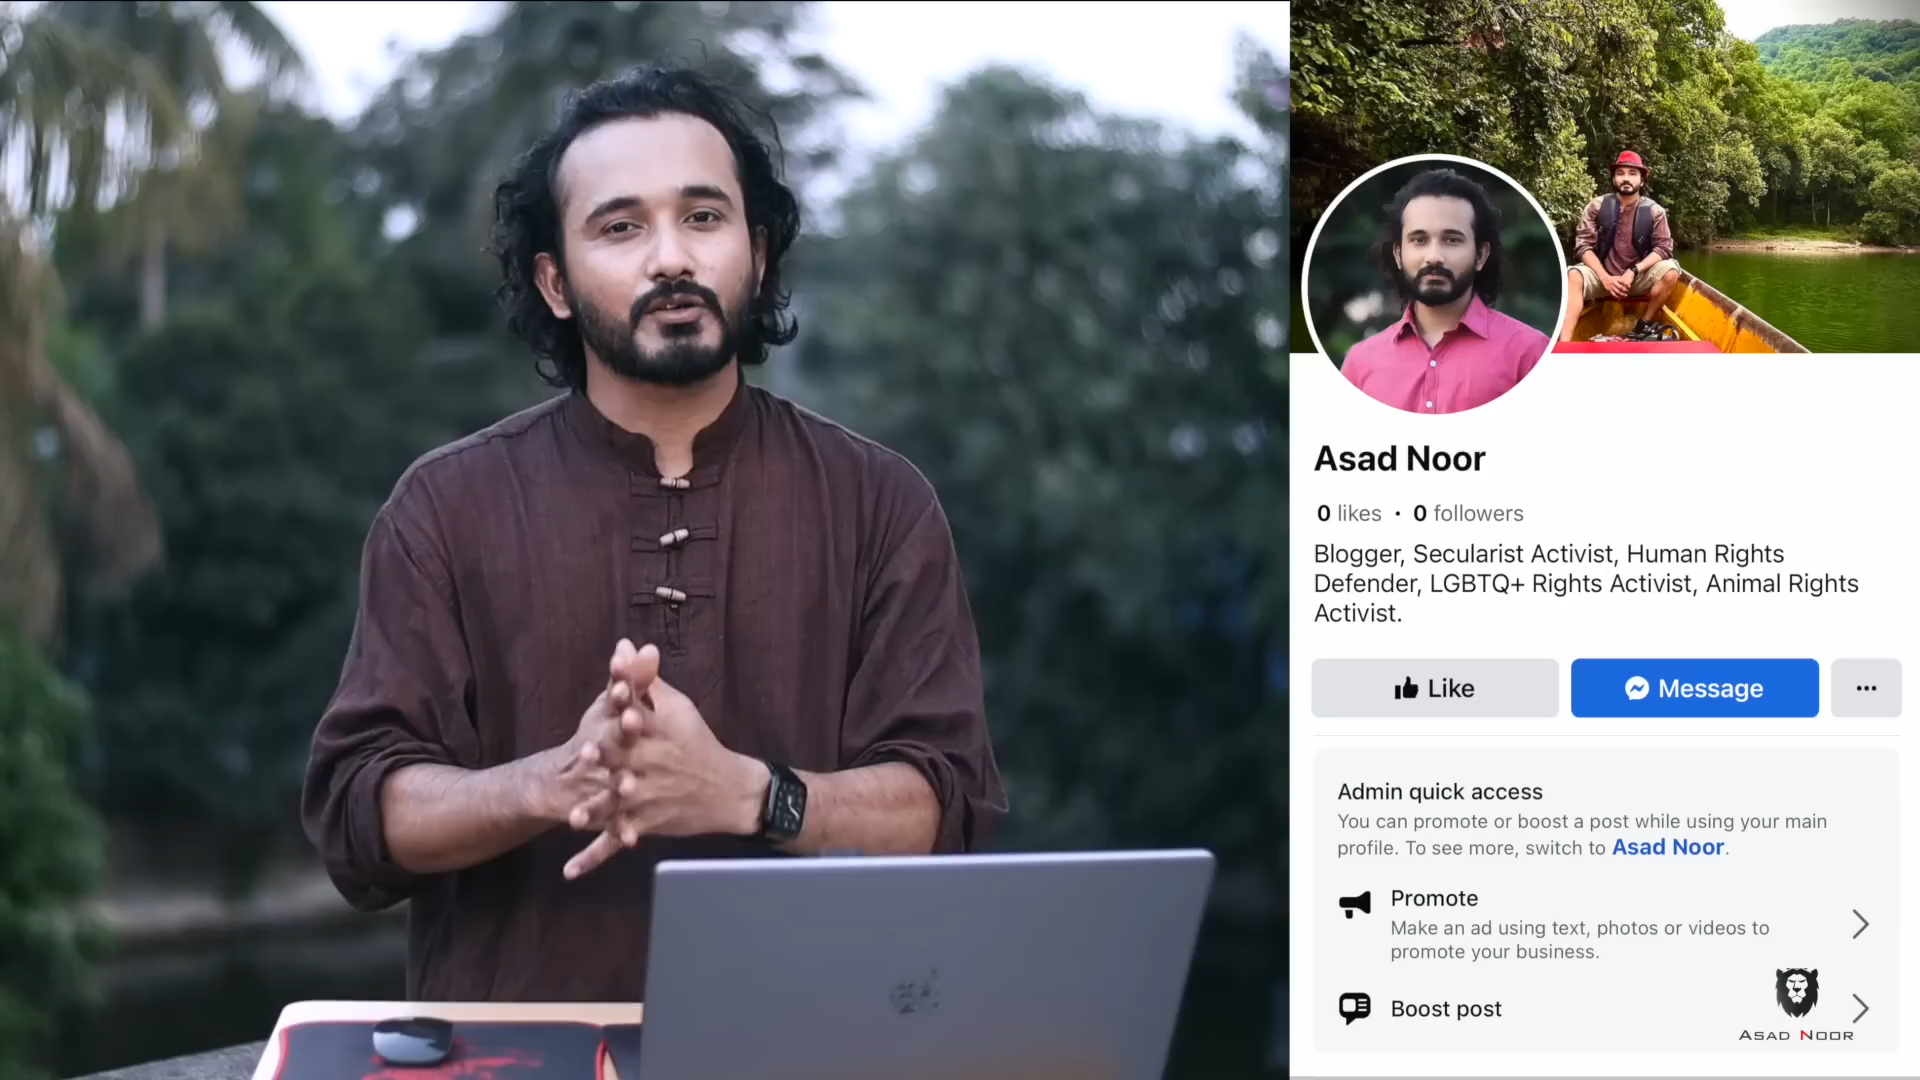 Asad Noor
0 likes · 0 followers
Blogger, Secularist Activist, Human Rights
Defender, LGBTQ+ Rights Activist, Animal Rights
Activist.
Like
Message
Admin quick access
You can promote or boost a post while using your main
profile. To see more, switch to Asad Noor.
Promote
Make an ad using text, photos or videos to
promote your business.
Boost post
ASAD NOOR